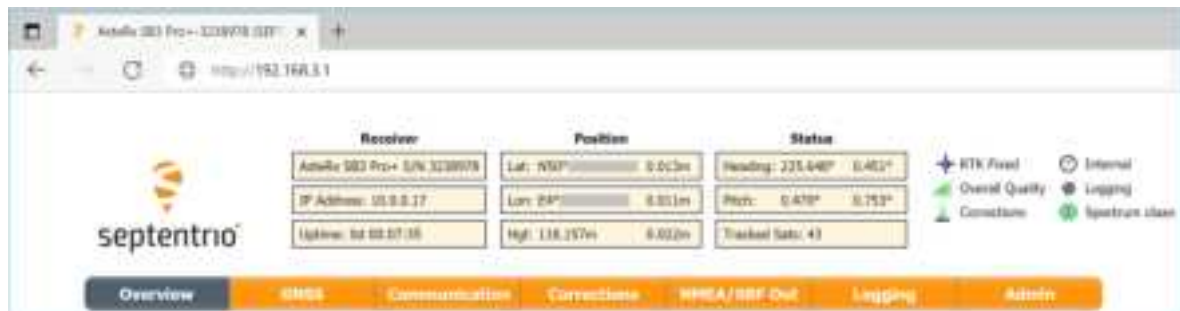 AsteRx SB3 Pro+ 3238978
http://192.168.3.1
Receiver Position Status
AsteRx SB3 Pro+ S/N 3238978 Lat: N50° 0.013m Heading: 225.648° 0.451° RTK Fixed Internal
IP Address: 10.0.0.17 Lon: E4° 0.011m Pitch: 0.470° 0.753° Overall Quality Logging
Uptime: 0d 00:07:35 Hgt: 138.157m 0.022m Tracked Sats: 43 Corrections Spectrum clean
septentrio
Overview GNSS Communication Corrections NMEA/SBF Out Logging Admin